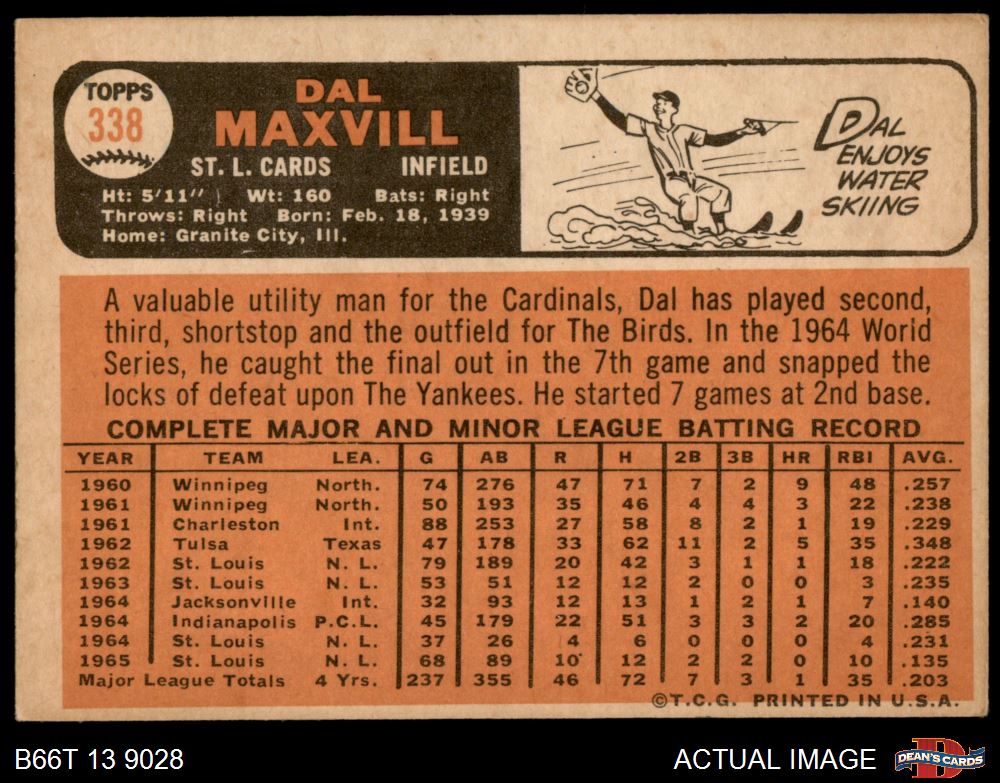 TOPPS
338
DAL
MAXVILL
ST. L. CARDS INFIELD
Ht: 5'11" Wt: 160 Bats: Right
Throws: Right Born: Feb. 18, 1939
Home: Granite City, Ill.
DAL
ENJOYS
WATER
SKIING
A valuable utility man for the Cardinals, Dal has played second,
third, shortstop and the outfield for The Birds. In the 1964 World
Series, he caught the final out in the 7th game and snapped the
locks of defeat upon The Yankees. He started 7 games at 2nd base.
COMPLETE MAJOR AND MINOR LEAGUE BATTING RECORD
YEAR TEAM LEA. G AB R H 2B 3B HR RBI AVG.
1960 Winnipeg North. 74 276 47 71 7 2 9 48 .257
1961 Winnipeg North. 50 193 35 46 4 4 3 22 .238
1961 Charleston Int. 88 253 27 58 8 2 1 19 .229
1962 Tulsa Texas 47 178 33 62 11 2 5 35 .348
1962 St. Louis N. L. 79 189 20 42 3 1 1 18 .222
1963 St. Louis N. L. 53 51 12 12 2 0 0 3 .235
1964 Jacksonville Int. 32 93 12 13 1 2 1 7 .140
1964 Indianapolis P.C.L. 45 179 22 51 3 3 2 20 .285
1964 St. Louis N. L. 37 26 4 6 0 0 0 4 .231
1965 St. Louis N. L. 68 89 10 12 2 2 0 10 .135
Major League Totals 4 Yrs. 237 355 46 72 7 3 1 35 .203
©T.C.G. PRINTED IN U.S.A.
B66T 13 9028 ACTUAL IMAGE
DEAN'S CARDS